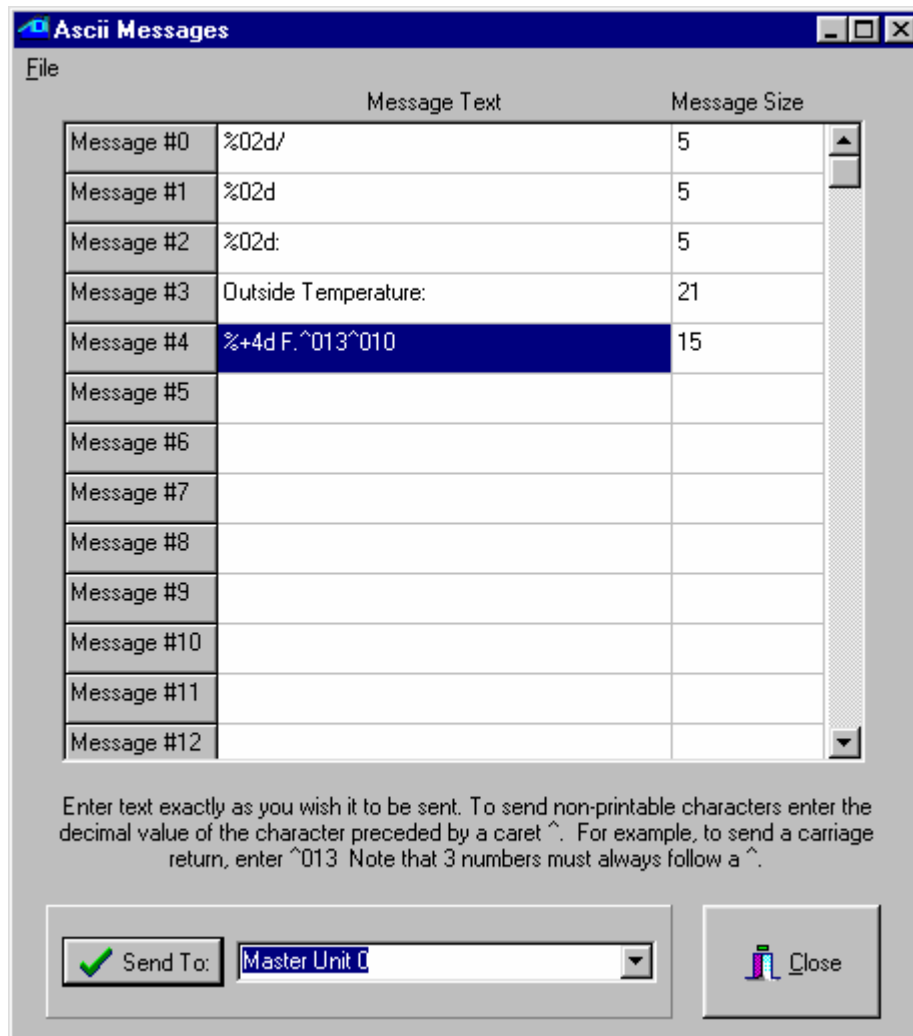 Ascii Messages
File
Message Text Message Size
Message #0 %02d/ 5
Message #1 %02d 5
Message #2 %02d: 5
Message #3 Outside Temperature: 21
Message #4 %+4d F.^013^010 15
Message #5
Message #6
Message #7
Message #8
Message #9
Message #10
Message #11
Message #12
Enter text exactly as you wish it to be sent. To send non-printable characters enter the
decimal value of the character preceded by a caret ^. For example, to send a carriage
return, enter ^013 Note that 3 numbers must always follow a ^.
Send To: Master Unit 0 Close